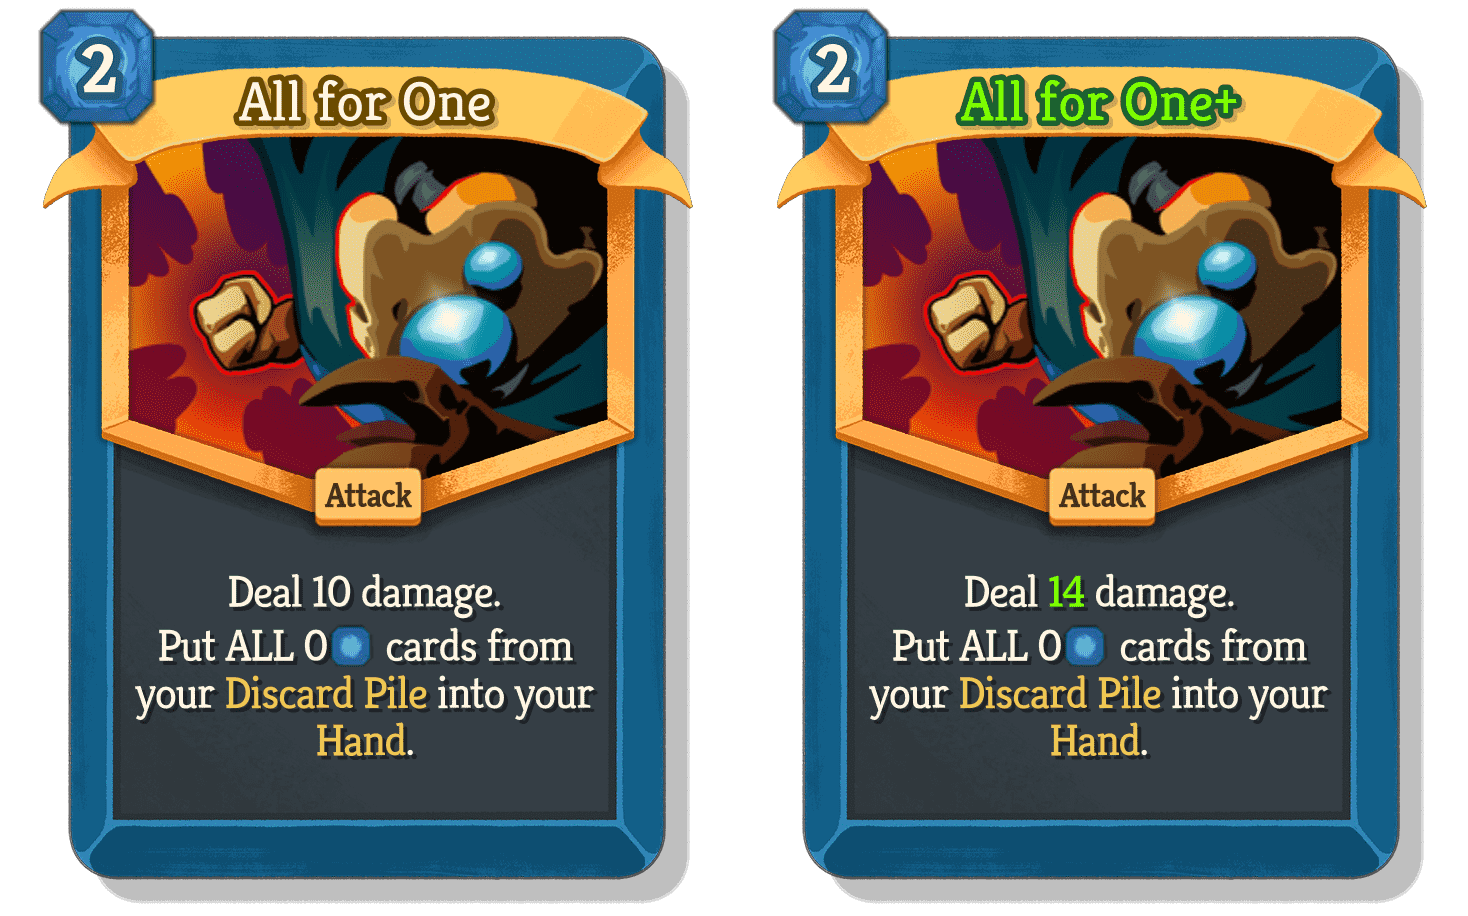 2
All for One
Attack
Deal 10 damage.
Put ALL 0 cards from
your Discard Pile into your
Hand.
2
All for One+
Attack
Deal 14 damage.
Put ALL 0 cards from
your Discard Pile into your
Hand.